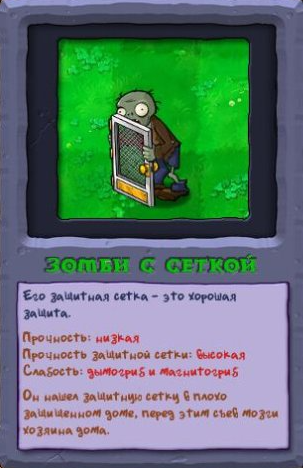 Зомби с сеткой
Его защитная сетка - это хорошая
защита.
Прочность: низкая
Прочность защитной сетки: высокая
Слабость: дымогриб и магнитогриб
Он нашел защитную сетку в плохо
защищенном доме, перед этим съев мозги
хозяина дома.